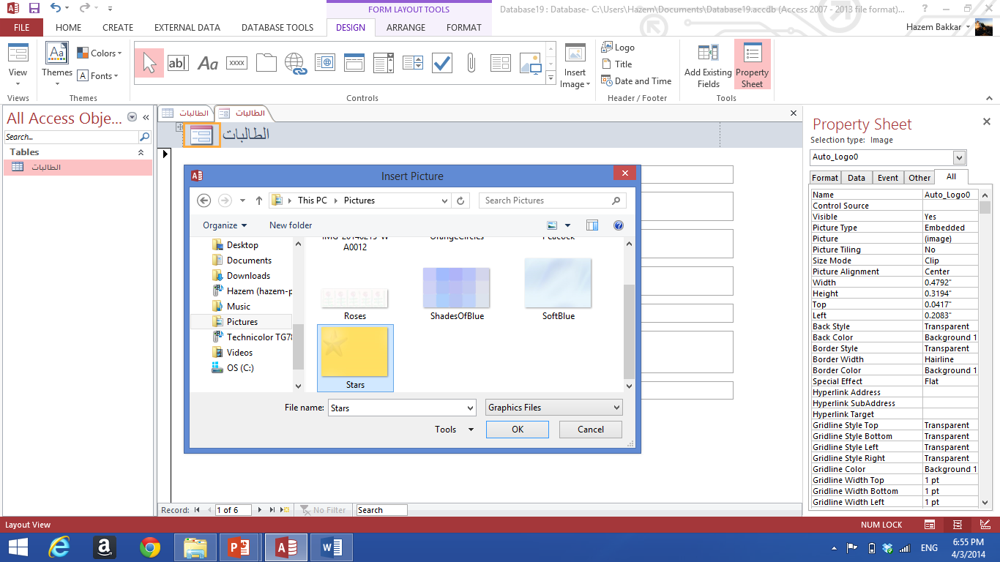 FORM LAYOUT TOOLS
Database19 : Database- C:\Users\Hazem\Documents\Database19.accdb (Access 2007 - 2013 file format)...
FILE HOME CREATE EXTERNAL DATA DATABASE TOOLS DESIGN ARRANGE FORMAT
Hazem Bakkar
View
Themes
Colors
Fonts
ab|
Aa
xxxx
Insert Image
Logo
Title
Date and Time
Add Existing Fields
Property Sheet
Views
Themes
Controls
Header / Footer
Tools
All Access Obje...
Search...
Tables
الطالبات
الطالبات
الطالبات
الطالبات
Insert Picture
This PC
Pictures
Search Pictures
Organize
New folder
Desktop
Documents
Downloads
Hazem (hazem-p
Music
Pictures
Technicolor TG78
Videos
OS (C:)
IMG-20140213-W
A0012
OrangeCircles
Peacock
Roses
ShadesOfBlue
SoftBlue
Stars
File name:
Stars
Graphics Files
Tools
OK
Cancel
Property Sheet
Selection type: Image
Auto_Logo0
Format Data Event Other All
Name Auto_Logo0
Control Source
Visible Yes
Picture Type Embedded
Picture (image)
Picture Tiling No
Size Mode Clip
Picture Alignment Center
Width 0.4792"
Height 0.3194"
Top 0.0417"
Left 0.2083"
Back Style Transparent
Back Color Background 1
Border Style Transparent
Border Width Hairline
Border Color Background 1
Special Effect Flat
Hyperlink Address
Hyperlink SubAddress
Hyperlink Target
Gridline Style Top Transparent
Gridline Style Bottom Transparent
Gridline Style Left Transparent
Gridline Style Right Transparent
Gridline Color Background 1
Gridline Width Top 1 pt
Gridline Width Bottom 1 pt
Gridline Width Left 1 pt
Record:
1 of 6
No Filter
Search
Layout View
NUM LOCK
ENG
6:55 PM
4/3/2014